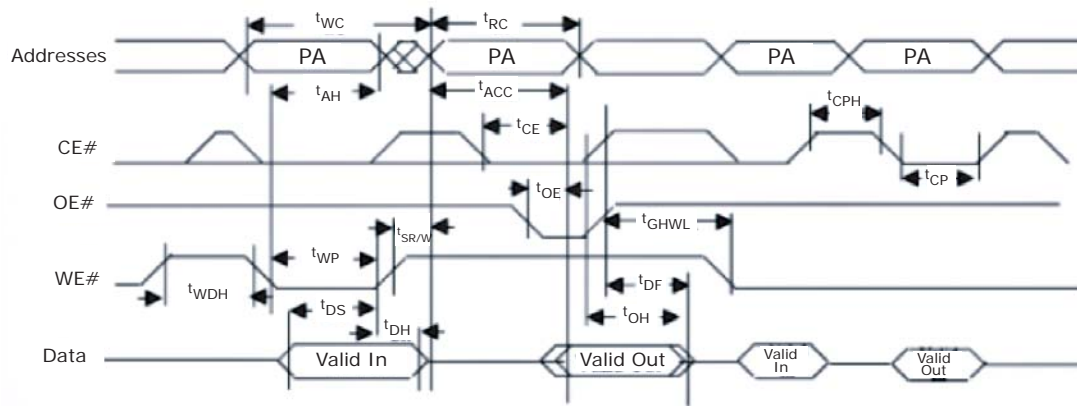 tWC tRC
Addresses PA PA PA PA
tAH tACC tCPH
tCE
CE#
tCP
OE# tOE
tSR/W tGHWL
tWP
WE#
tWDH tDF
tDS tOH
tDH
Data Valid In Valid Out Valid In Valid Out